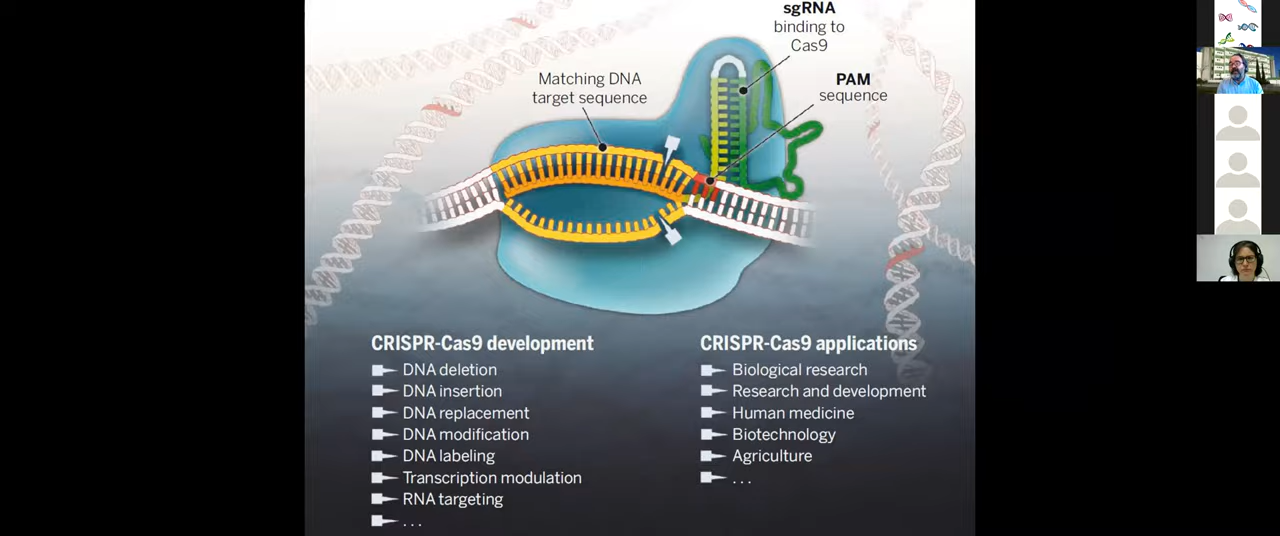 sgRNA
binding to
Cas9
Matching DNA
target sequence
PAM
sequence
CRISPR-Cas9 development
DNA deletion
DNA insertion
DNA replacement
DNA modification
DNA labeling
Transcription modulation
RNA targeting
. . .
CRISPR-Cas9 applications
Biological research
Research and development
Human medicine
Biotechnology
Agriculture
. . .